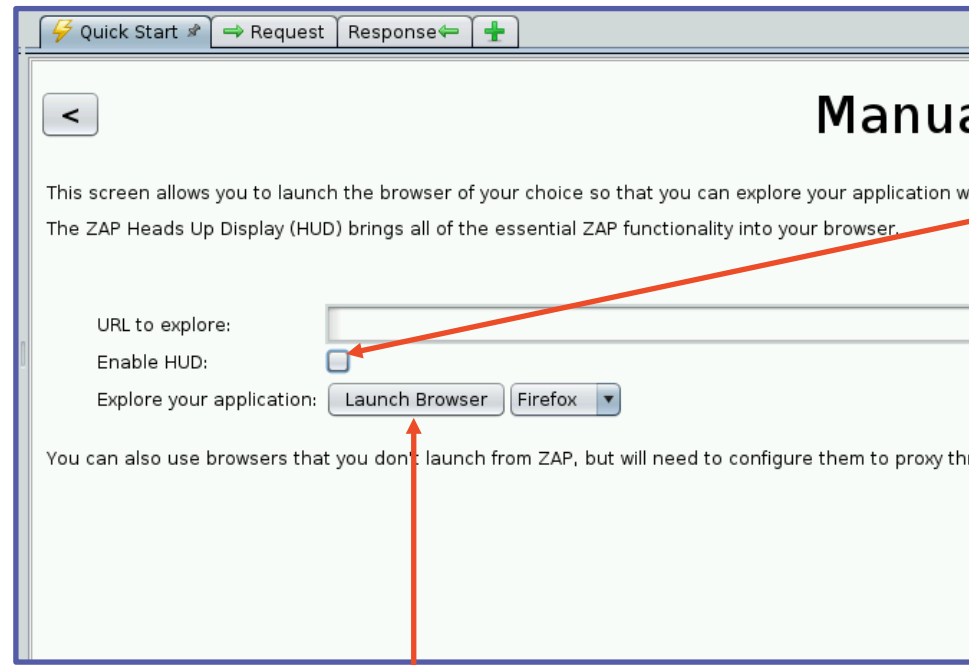 Quick Start Request Response
<
Manua
This screen allows you to launch the browser of your choice so that you can explore your application w
The ZAP Heads Up Display (HUD) brings all of the essential ZAP functionality into your browser.
URL to explore:
Enable HUD:
Explore your application: Launch Browser Firefox
You can also use browsers that you don't launch from ZAP, but will need to configure them to proxy thr